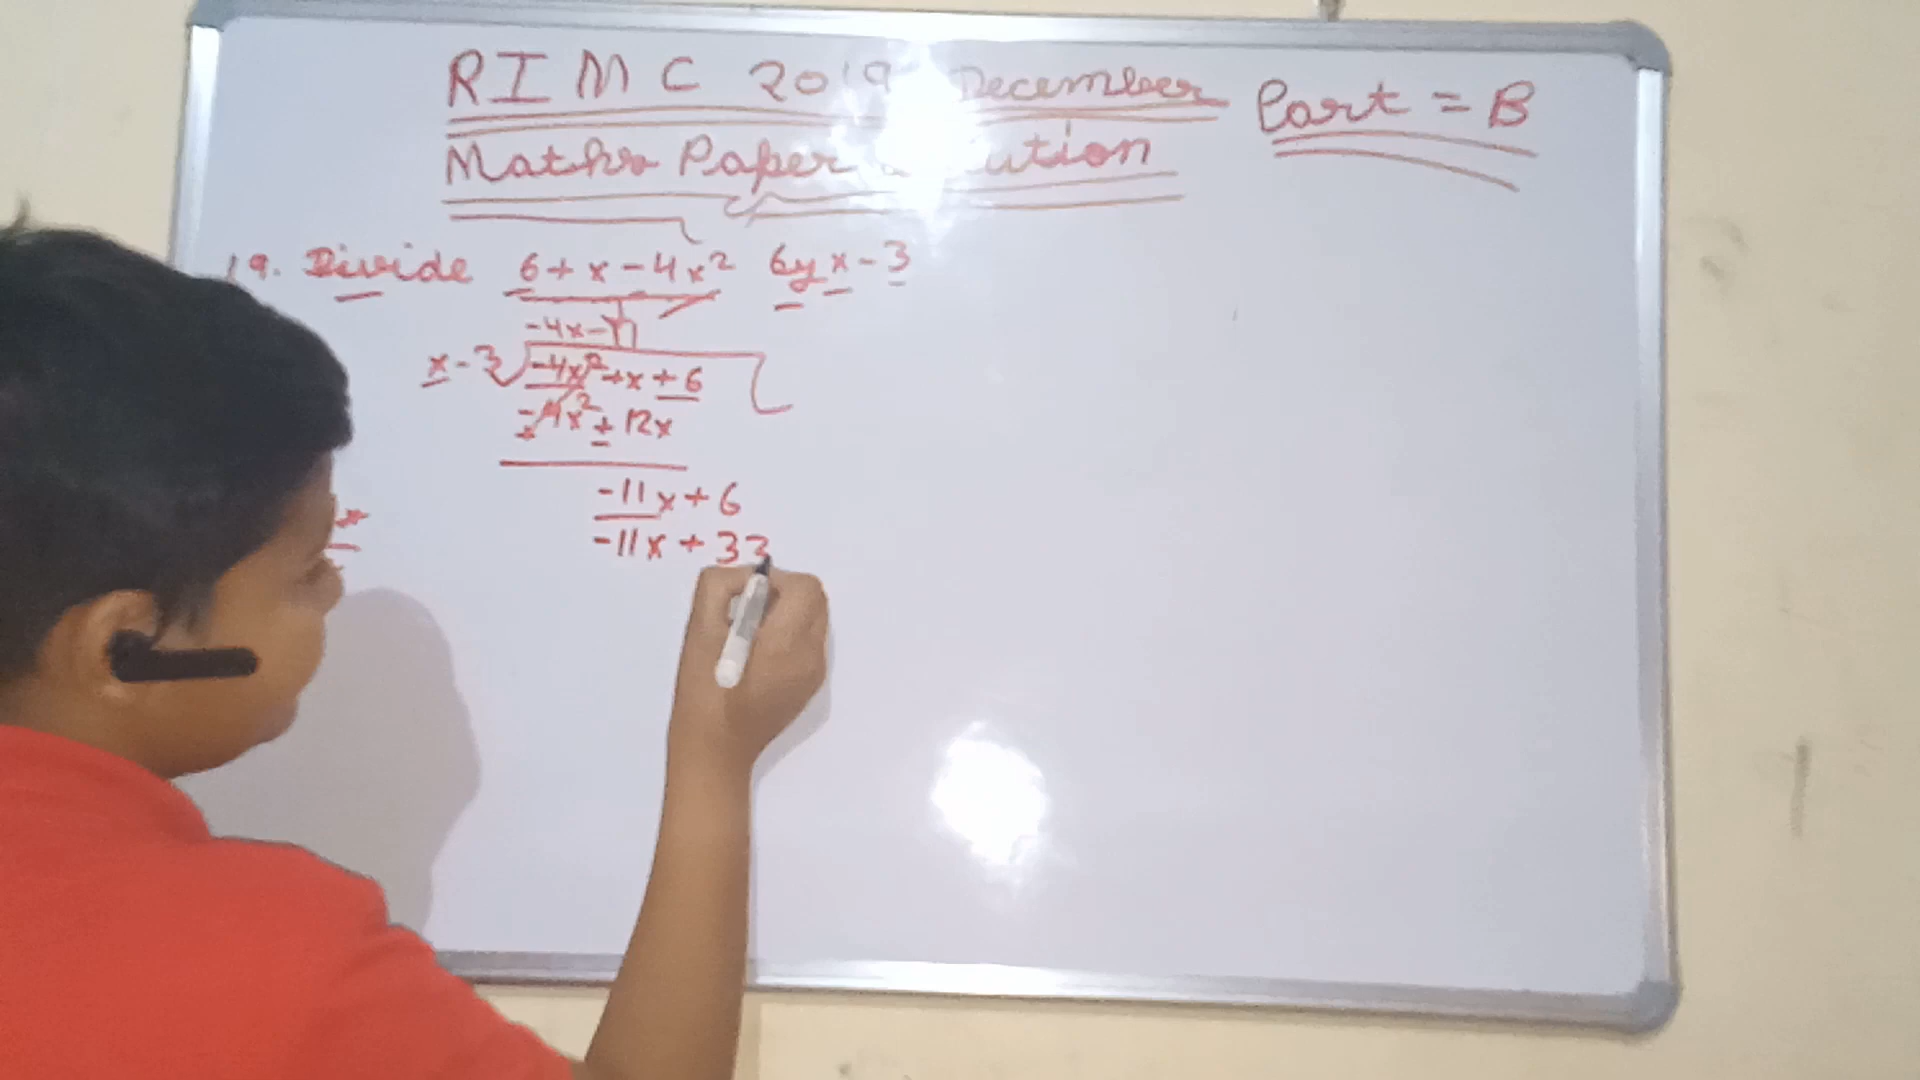 RIMC 2019 December Part = B
Maths Paper
19. Divide 6+x-4x² by x-3
-4x-11
x-3 -4x²+x+6
-4x²+12x
+ -
-11x+6
-11x+33